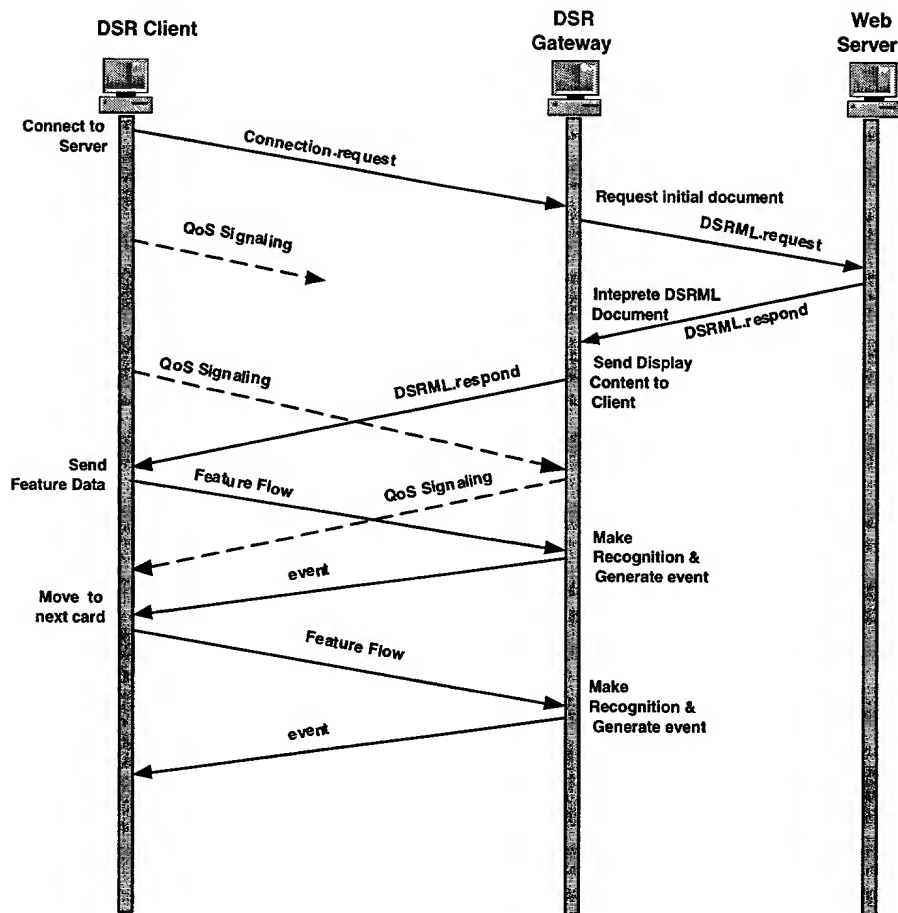 DSR Client
DSR
Gateway
Web
Server
Connect to
Server
Connection.request
Request initial document
DSRML.request
QoS Signaling
Inteprete DSRML
Document
DSRML.respond
QoS Signaling
DSRML.respond
Send Display
Content to
Client
Send
Feature Data
Feature Flow
QoS Signaling
Make
Recognition &
Generate event
event
Move to
next card
Feature Flow
Make
Recognition &
Generate event
event